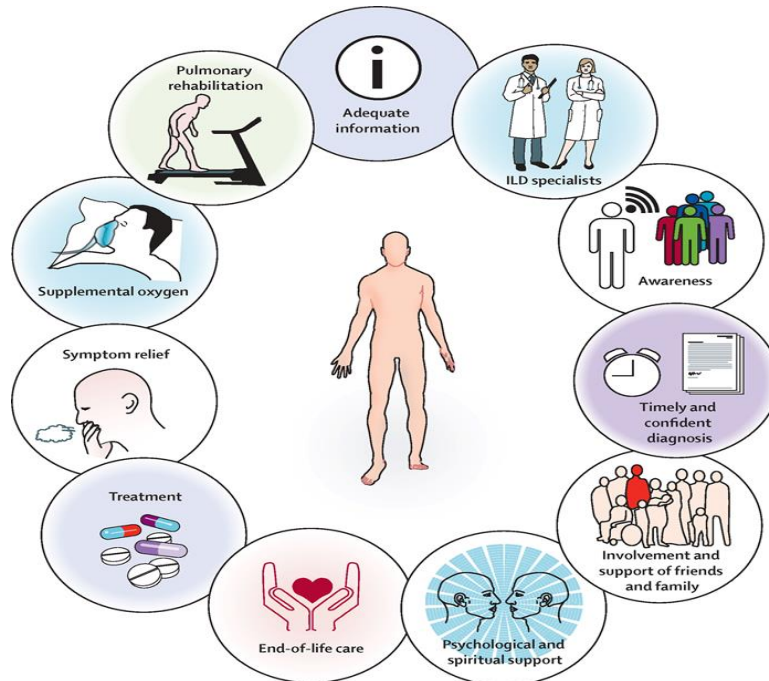 Adequate
information
ILD specialists
Awareness
Timely and
confident
diagnosis
Involvement and
support of friends
and family
Psychological and
spiritual support
End-of-life care
Treatment
Symptom relief
Supplemental oxygen
Pulmonary
rehabilitation